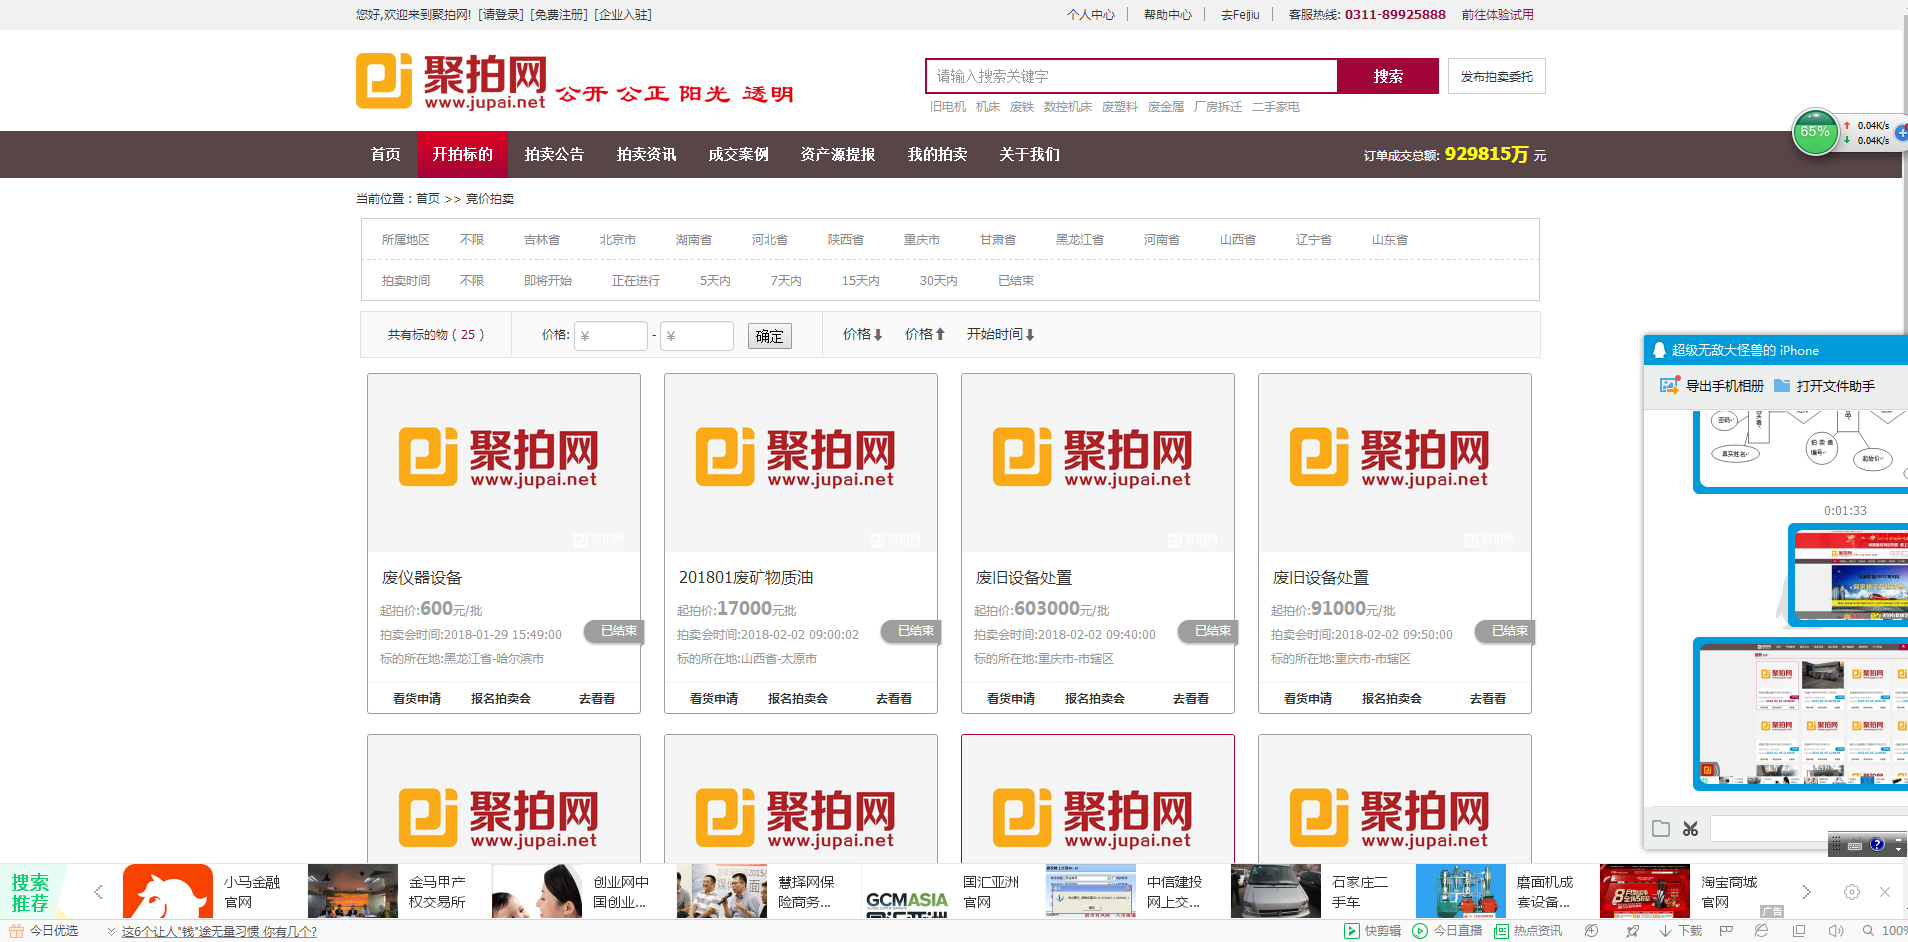 您好,欢迎来到聚拍网! [请登录] [免费注册] [企业入驻]
个人中心 帮助中心 去Feijiu 客服热线: 0311-89925888 前往体验试用
聚拍网 www.jupai.net 公开 公正 阳光 透明
请输入搜索关键字 搜索 发布拍卖委托
旧电机 机床 废铁 数控机床 废塑料 废金属 厂房拆迁 二手家电
65% 0.04K/s
0.04K/s
首页 开拍标的 拍卖公告 拍卖资讯 成交案例 资产源提报 我的拍卖 关于我们 订单成交总额: 929815万 元
当前位置：首页 >> 竞价拍卖
所属地区 不限 吉林省 北京市 湖南省 河北省 陕西省 重庆市 甘肃省 黑龙江省 河南省 山西省 辽宁省 山东省
拍卖时间 不限 即将开始 正在进行 5天内 7天内 15天内 30天内 已结束
共有标的物 ( 25 ) 价格: ¥ - ¥ 确定 价格 价格 开始时间
聚拍网 聚拍网 聚拍网 聚拍网
www.jupai.net www.jupai.net www.jupai.net www.jupai.net
废仪器设备 201801废矿物质油 废旧设备处置 废旧设备处置
起拍价:600元/批 起拍价:17000元/批 起拍价:603000元/批 起拍价:91000元/批
已结束 已结束 已结束 已结束
拍卖会时间:2018-01-29 15:49:00 拍卖会时间:2018-02-02 09:00:02 拍卖会时间:2018-02-02 09:40:00 拍卖会时间:2018-02-02 09:50:00
标的所在地:黑龙江省-哈尔滨市 标的所在地:山西省-太原市 标的所在地:重庆市-市辖区 标的所在地:重庆市-市辖区
看货申请 报名拍卖会 去看看 看货申请 报名拍卖会 去看看 看货申请 报名拍卖会 去看看 看货申请 报名拍卖会 去看看
聚拍网 聚拍网 聚拍网 聚拍网
www.jupai.net www.jupai.net www.jupai.net www.jupai.net
超级无敌大怪兽的 iPhone
导出手机相册 打开文件助手
密码
真实姓名
拍卖者
编号
起始价
0:01:33
搜索
推荐
小马金融
官网
金马甲产
权交易所
创业网中
国创业...
慧择网保
险商务...
GCMASIA
国汇亚洲
官网
中信建投
网上交...
石家庄二
手车
磨面机成
套设备...
淘宝商城
官网
广告
今日优选 这6个让人"钱"途无量习惯 你有几个?
快剪辑 今日直播 热点资讯 下载 100%